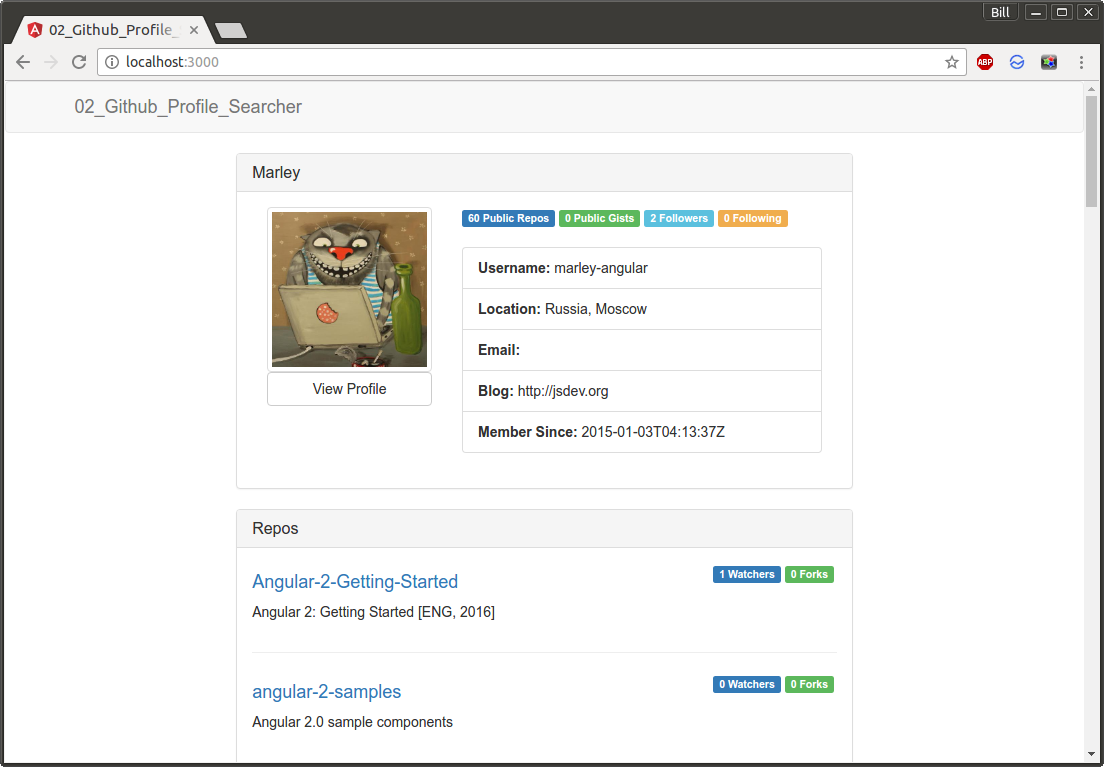 Bill
02_Github_Profile_
localhost:3000
ABP
02_Github_Profile_Searcher
Marley
60 Public Repos 0 Public Gists 2 Followers 0 Following
Username: marley-angular
Location: Russia, Moscow
Email:
Blog: http://jsdev.org
Member Since: 2015-01-03T04:13:37Z
View Profile
Repos
Angular-2-Getting-Started
1 Watchers 0 Forks
Angular 2: Getting Started [ENG, 2016]
angular-2-samples
0 Watchers 0 Forks
Angular 2.0 sample components